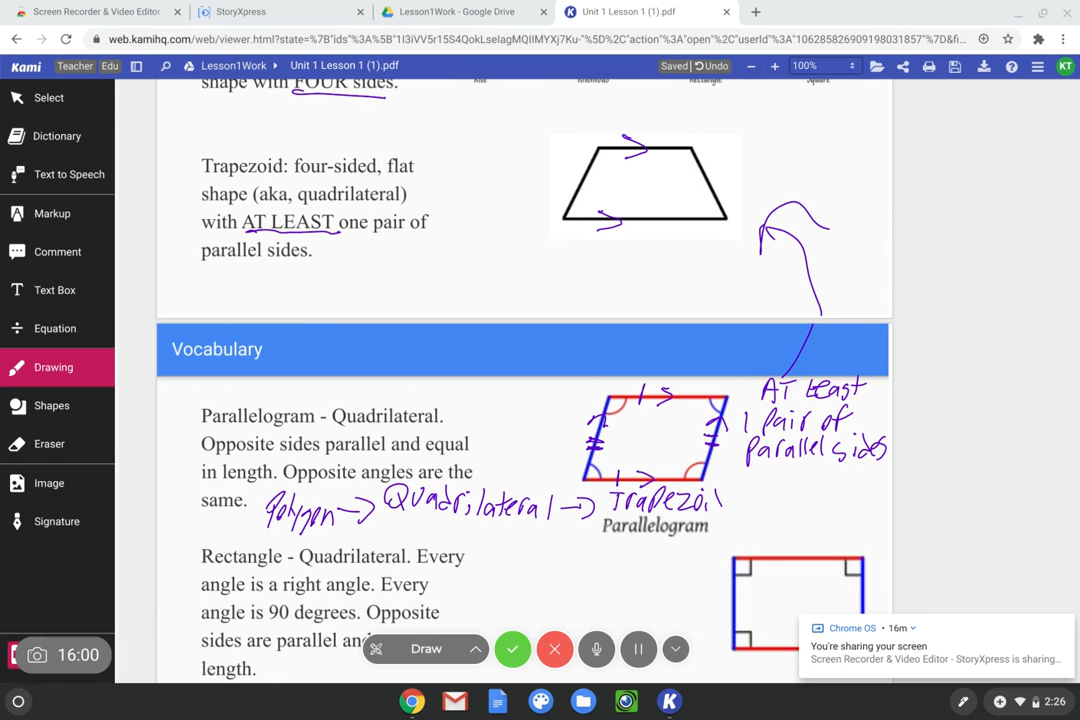 Screen Recorder & Video Editor -
StoryXpress
Lesson1Work - Google Drive
Unit 1 Lesson 1 (1).pdf
web.kamihq.com/web/viewer.html?state=%7B"ids"%3A%5B"1I3iVV5r15S4QokLseIagMQIIMYXj7Ku-"%5D%2C"action"%3A"open"%2C"userId"%3A"106285826909198031857"%7D&fi...
Kami
Teacher
Edu
Lesson1Work
Unit 1 Lesson 1 (1).pdf
Saved
Undo
100%
KT
Select
Dictionary
Text to Speech
Markup
Comment
Text Box
Equation
Drawing
Shapes
Eraser
Image
Signature
16:00
shape with FOUR sides.
Kite
Rhombus
Rectangle
Square
Trapezoid: four-sided, flat
shape (aka, quadrilateral)
with AT LEAST one pair of
parallel sides.
Vocabulary
Parallelogram - Quadrilateral.
Opposite sides parallel and equal
in length. Opposite angles are the
same.
AT Least
1 Pair of
Parallel sides
Polygon -> Quadrilateral -> Trapezoi
Parallelogram
Rectangle - Quadrilateral. Every
angle is a right angle. Every
angle is 90 degrees. Opposite
sides are parallel an
length.
Draw
Chrome OS • 16m
You're sharing your screen
Screen Recorder & Video Editor - StoryXpress is sharing...
2:26